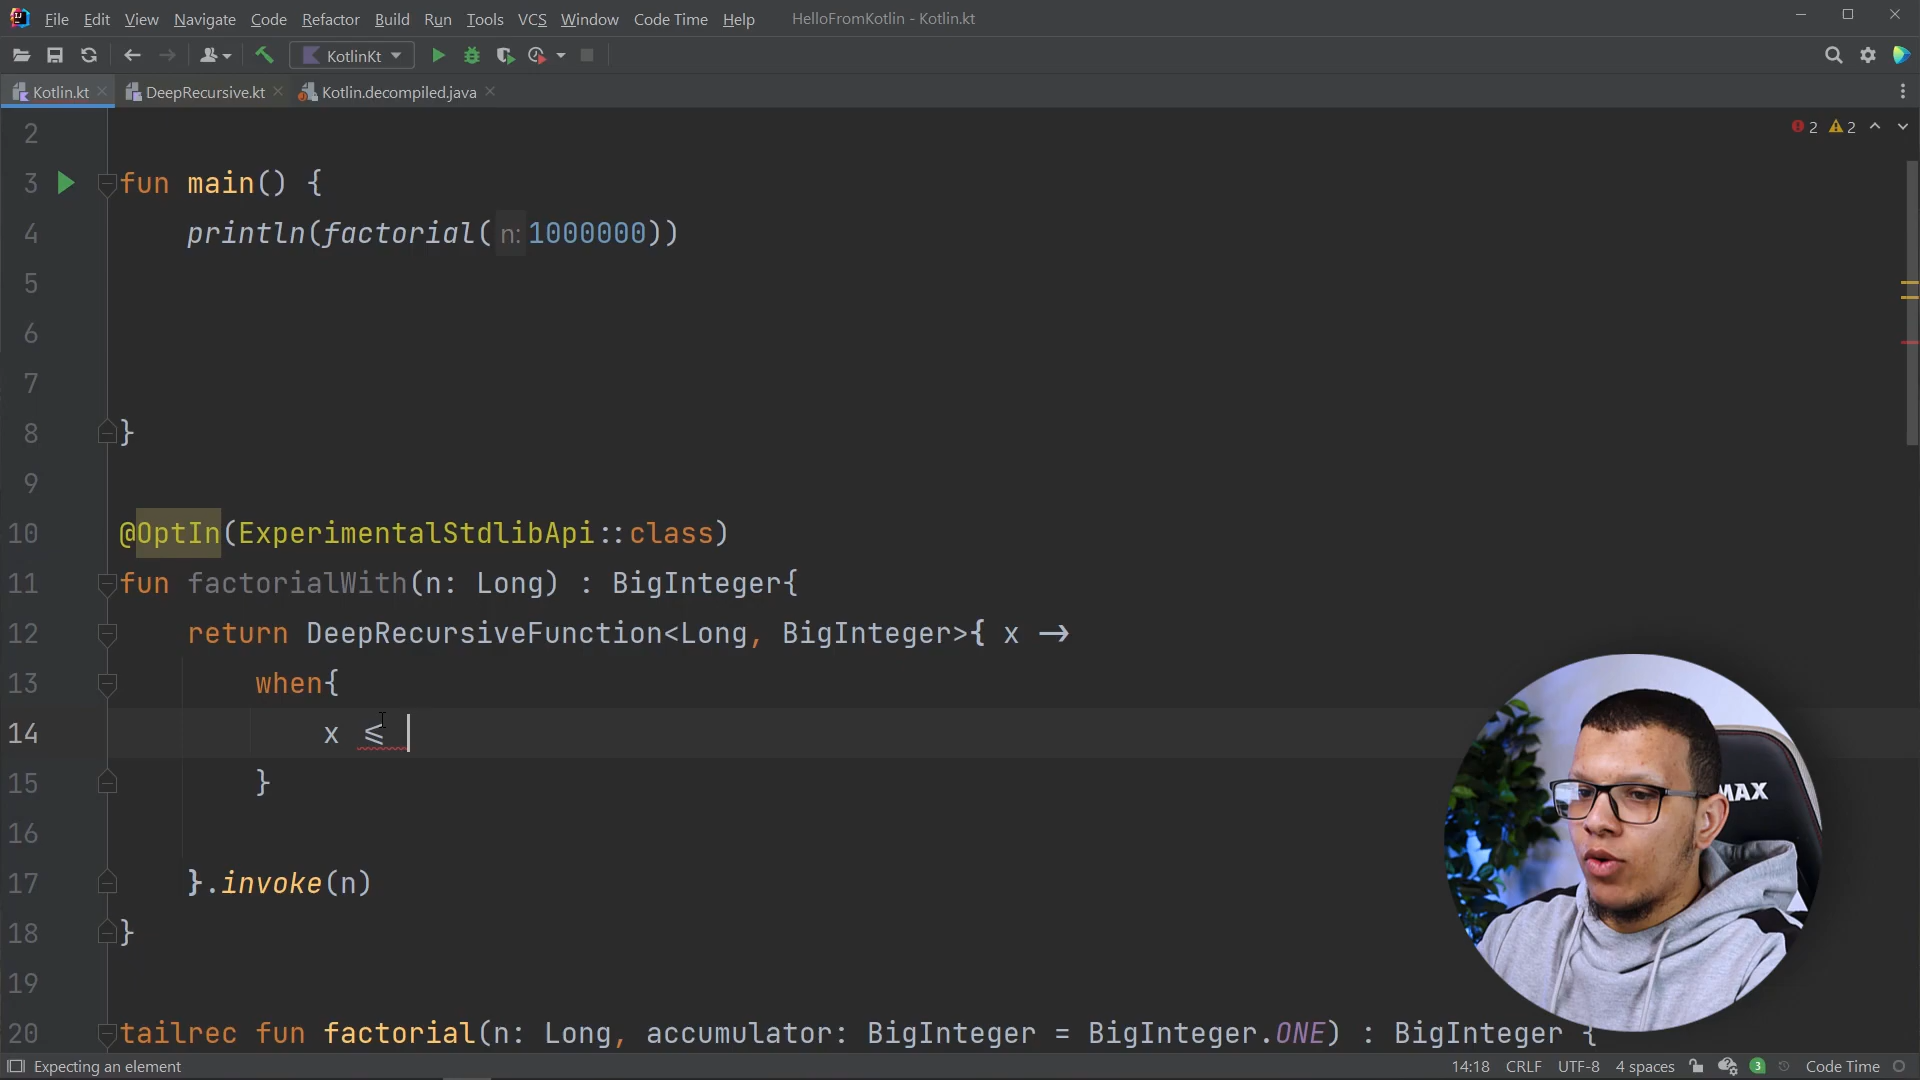 File Edit View Navigate Code Refactor Build Run Tools VCS Window Code Time Help HelloFromKotlin - Kotlin.kt
KotlinKt
Kotlin.kt DeepRecursive.kt Kotlin.decompiled.java
2 2
2
3 fun main() {
4 println(factorial( n: 1000000))
5
6
7
8 }
9
10 @OptIn(ExperimentalStdlibApi::class)
11 fun factorialWith(n: Long) : BigInteger{
12 return DeepRecursiveFunction<Long, BigInteger>{ x →
13 when{
14 x ≤
15 }
16
17 }.invoke(n)
18 }
19
20 tailrec fun factorial(n: Long, accumulator: BigInteger = BigInteger.ONE) : BigInteger {
MAX
Expecting an element 14:18 CRLF UTF-8 4 spaces 3 Code Time